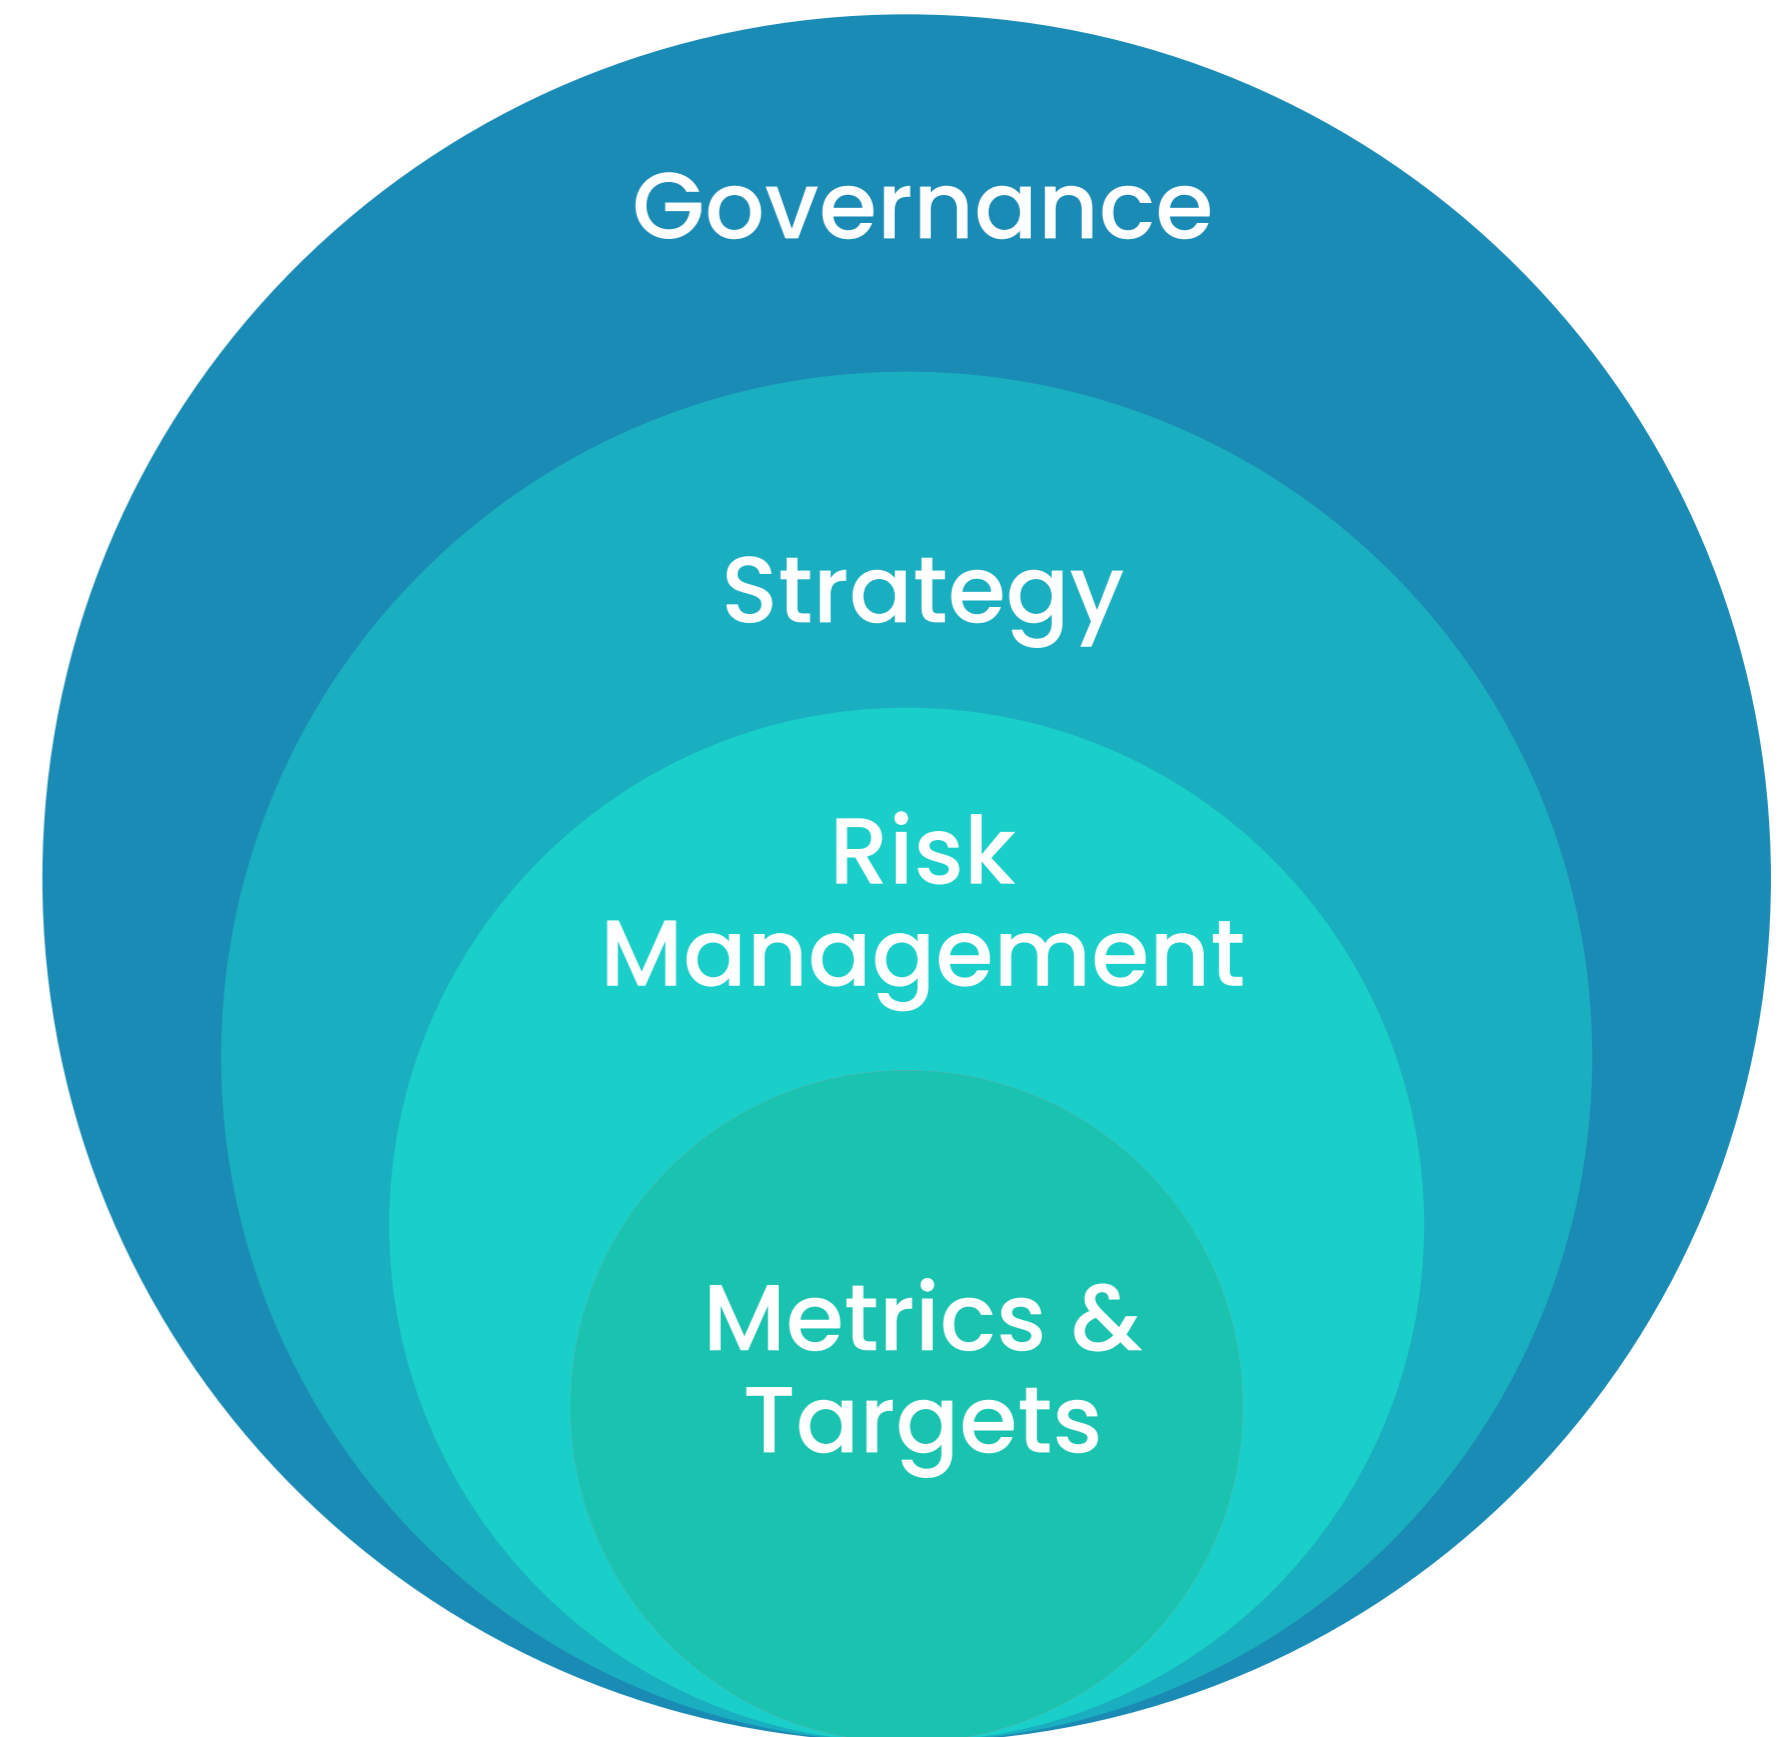 Governance
Strategy
Risk
Management
Metrics &
Targets